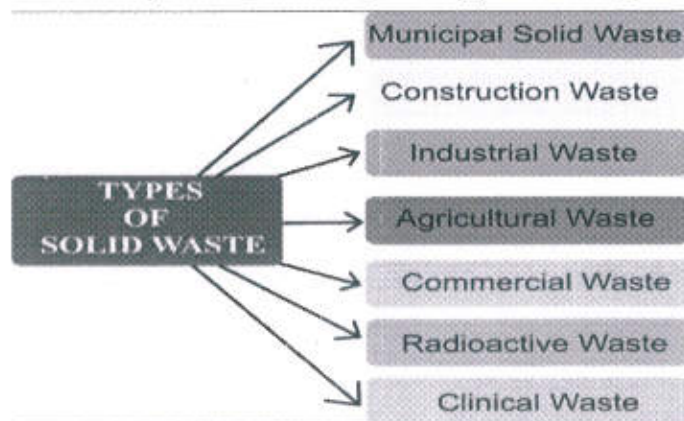 Municipal Solid Waste
Construction Waste
Industrial Waste
TYPES
OF
SOLID WASTE
Agricultural Waste
Commercial Waste
Radioactive Waste
Clinical Waste